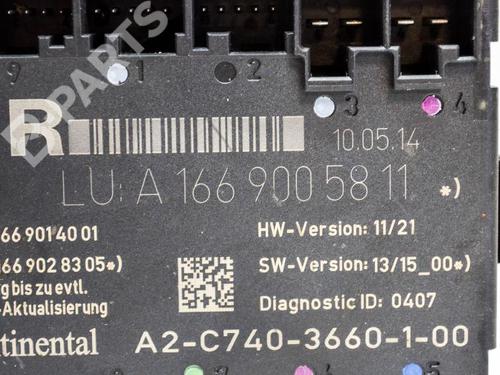 B PARTS
9 1 2 3 4
R
10.05.14
LU: A 166 900 58 11 *)
66 901 40 01
HW-Version: 11/21
66 902 83 05*)
SW-Version: 13/15_00*)
g bis zu evtl.
-Aktualisierung
Diagnostic ID: 0407
tinental A2-C740-3660-1-00